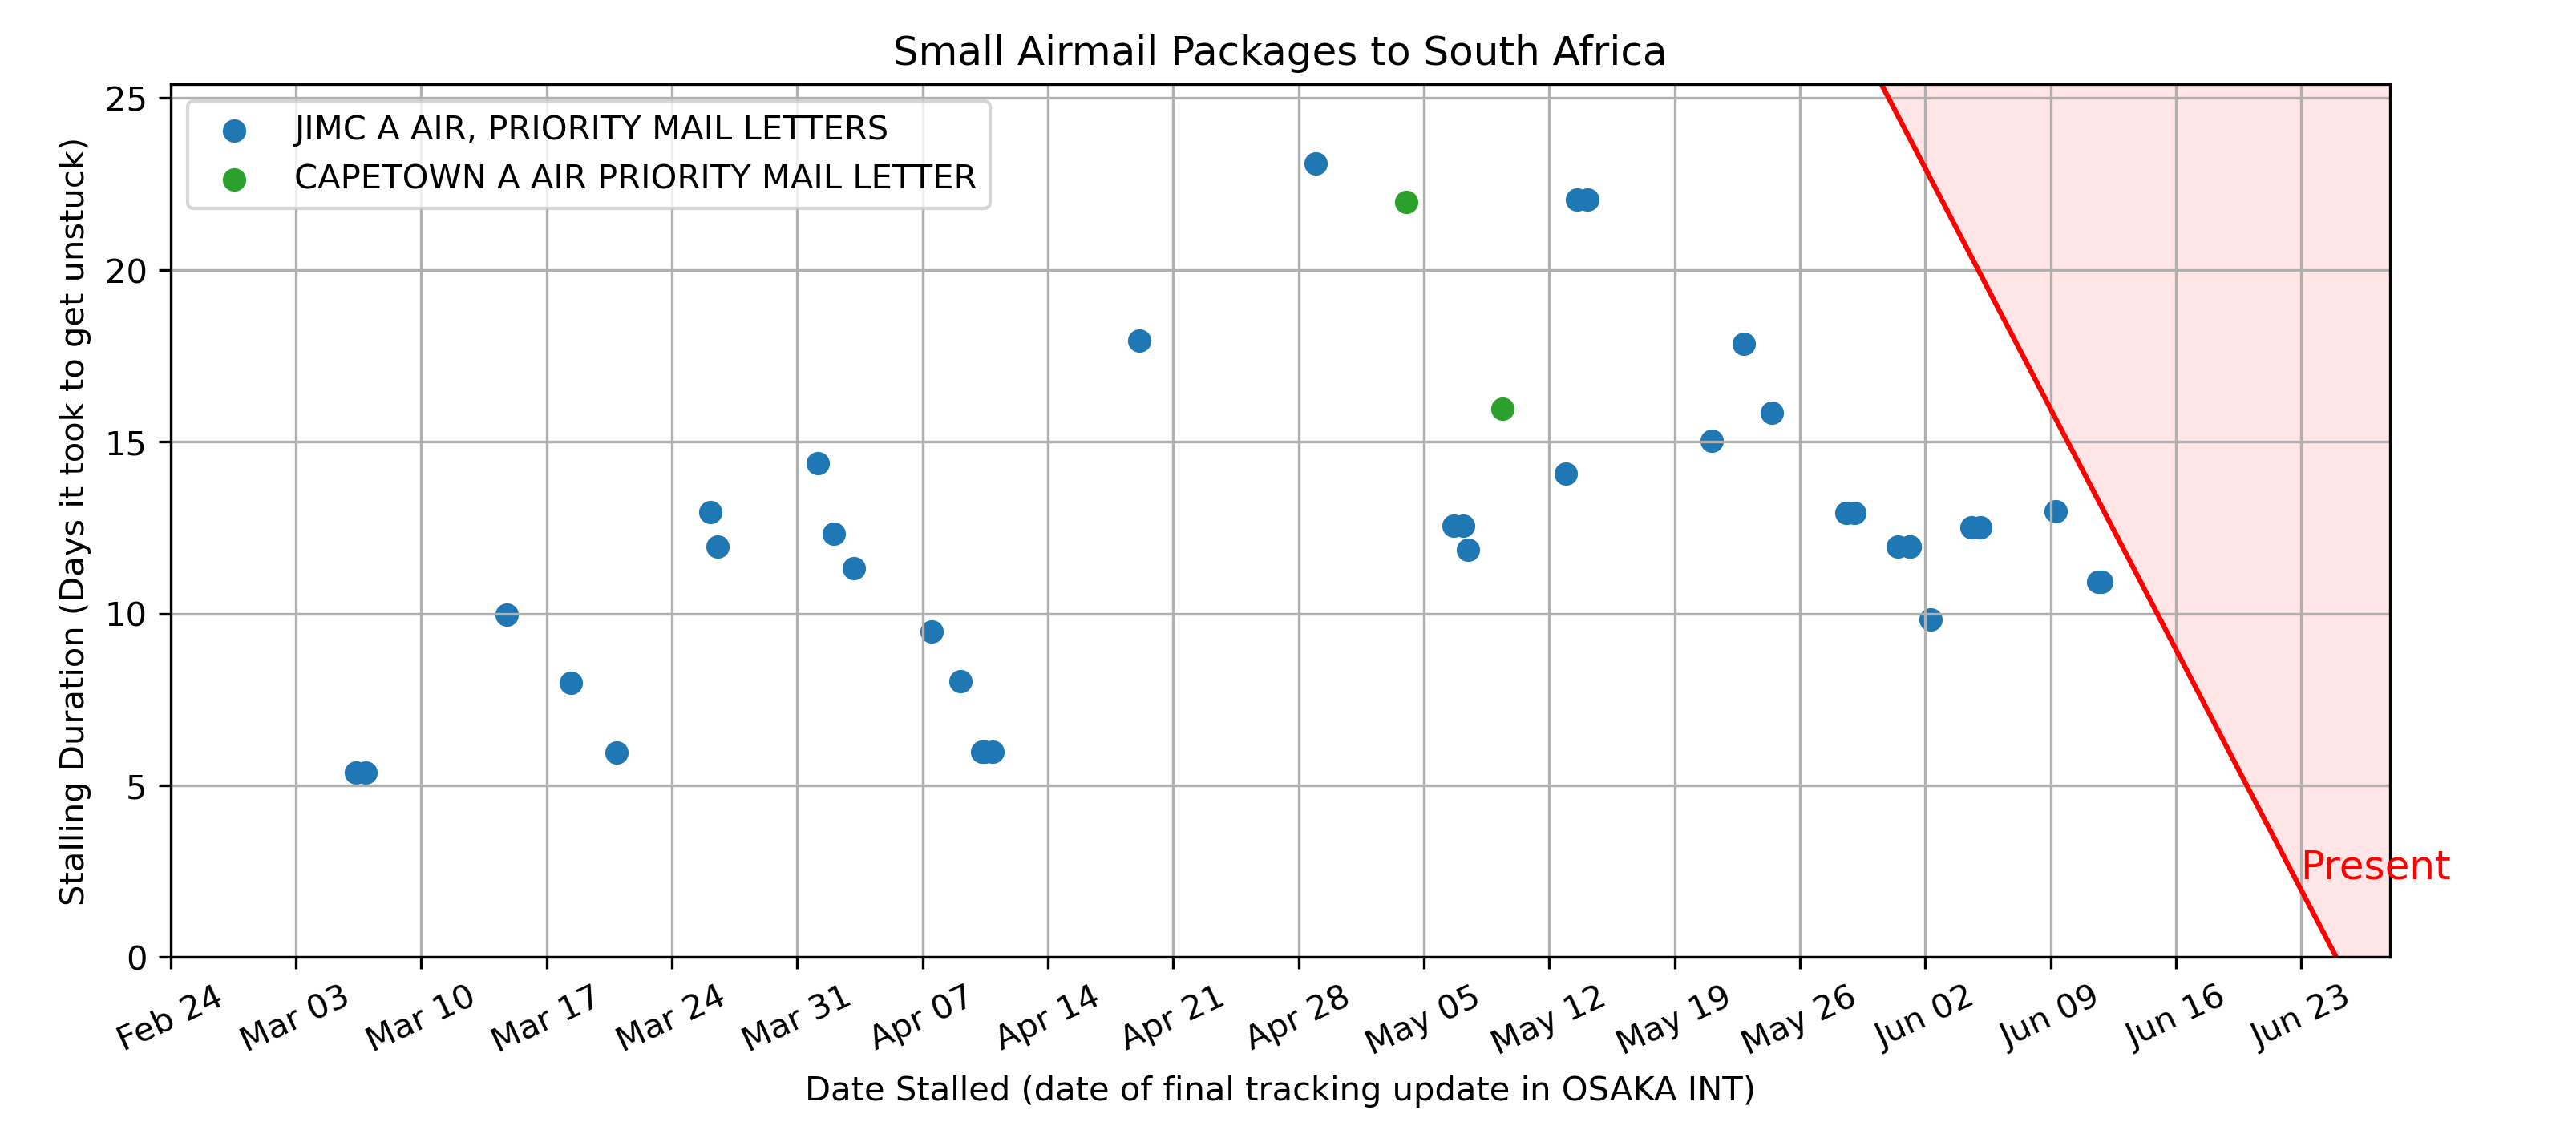 Small Airmail Packages to South Africa
JIMC A AIR, PRIORITY MAIL LETTERS
CAPETOWN A AIR PRIORITY MAIL LETTER
Stalling Duration (Days it took to get unstuck)
25
20
15
10
5
0
Present
Feb 24
Mar 03
Mar 10
Mar 17
Mar 24
Mar 31
Apr 07
Apr 14
Apr 21
Apr 28
May 05
May 12
May 19
May 26
Jun 02
Jun 09
Jun 16
Jun 23
Date Stalled (date of final tracking update in OSAKA INT)